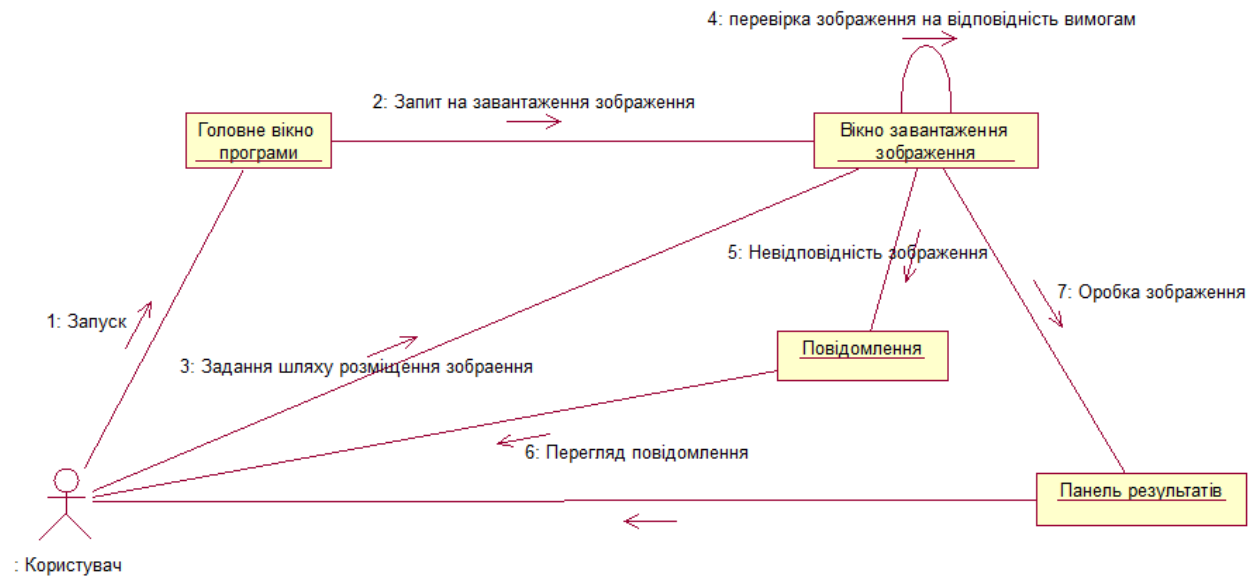 4: перевірка зображення на відповідність вимогам
2: Запит на завантаження зображення
Головне вікно
програми
Вікно завантаження
зображення
5: Невідповідність зображення
7: Оробка зображення
1: Запуск
Повідомлення
3: Задання шляху розміщення зобраення
6: Перегляд повідомлення
Панель результатів
: Користувач